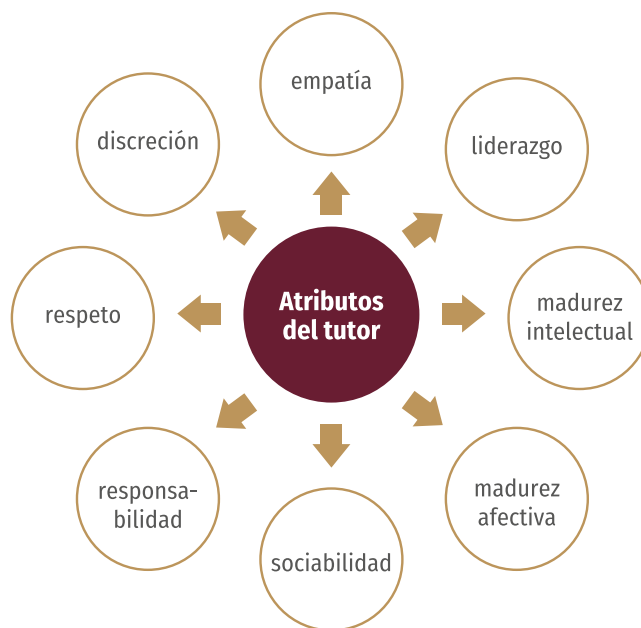 empatía
discreción
liderazgo
respeto
Atributos
del tutor
madurez
intelectual
responsa-
bilidad
madurez
afectiva
sociabilidad